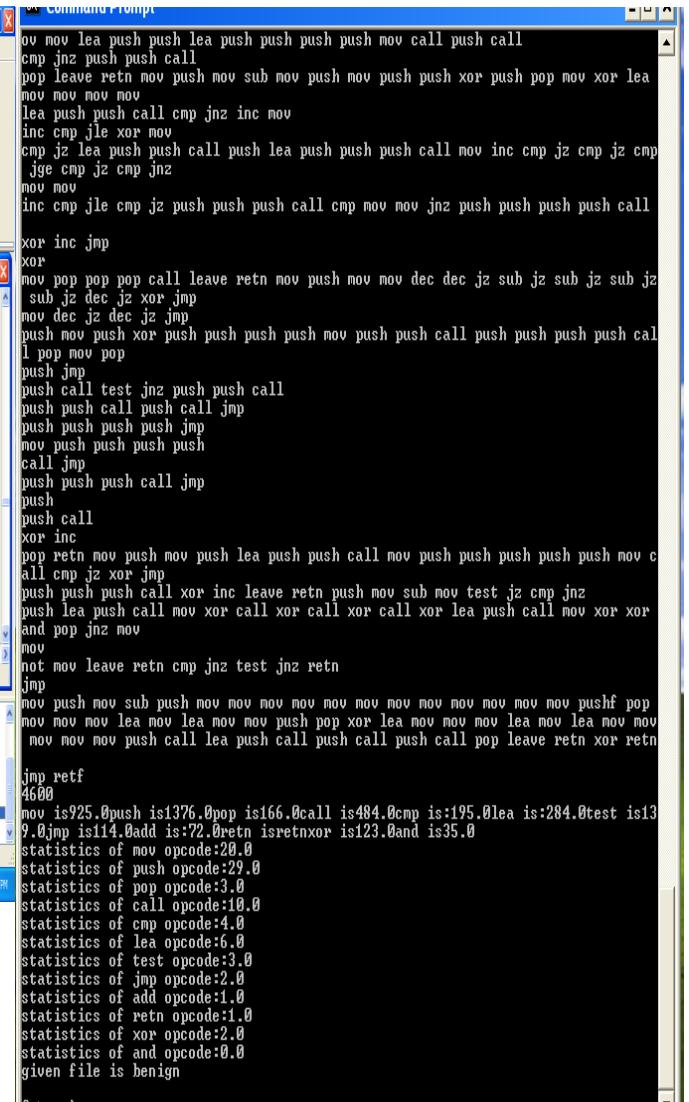 Command Prompt
ov mov lea push push lea push push push push mov call push call
cmp jnz push push call
pop leave retn mov push mov sub mov push mov push push xor push pop mov xor lea
mov mov mov mov
lea push push call cmp jnz inc mov
inc cmp jle xor mov
cmp jz lea push push call push lea push push push call mov inc cmp jz cmp jz cmp
jge cmp jz cmp jnz
mov mov
inc cmp jle cmp jz push push push call cmp mov mov jnz push push push push call
xor inc jmp
xor
mov pop pop pop call leave retn mov push mov mov dec dec jz sub jz sub jz sub jz
sub jz dec jz xor jmp
mov dec jz dec jz jmp
push mov push xor push push push push mov push push call push push push push cal
l pop mov pop
push jmp
push call test jnz push push call
push push call push call jmp
push push push push jmp
mov push push push push
call jmp
push push push call jmp
push
push call
xor inc
pop retn mov push mov push lea push push call mov push push push push push mov c
all cmp jz xor jmp
push push push call xor inc leave retn push mov sub mov test jz cmp jnz
push lea push call mov xor call xor call xor call xor lea push call mov xor xor
and pop jnz mov
mov
not mov leave retn cmp jnz test jnz retn
jmp
mov push mov sub push mov mov mov mov mov mov mov mov mov mov mov mov pushf pop
mov mov mov lea mov lea mov mov push pop xor lea mov mov mov lea mov lea mov mov
mov mov mov push call lea push call push call push call pop leave retn xor retn
jmp retf
4600
mov is925.0push is1376.0pop is166.0call is484.0cmp is:195.0lea is:284.0test is13
9.0jmp is114.0add is:72.0retn isretnxor is123.0and is35.0
statistics of mov opcode:20.0
statistics of push opcode:29.0
statistics of pop opcode:3.0
statistics of call opcode:10.0
statistics of cmp opcode:4.0
statistics of lea opcode:6.0
statistics of test opcode:3.0
statistics of jmp opcode:2.0
statistics of add opcode:1.0
statistics of retn opcode:1.0
statistics of xor opcode:2.0
statistics of and opcode:0.0
given file is benign
PM